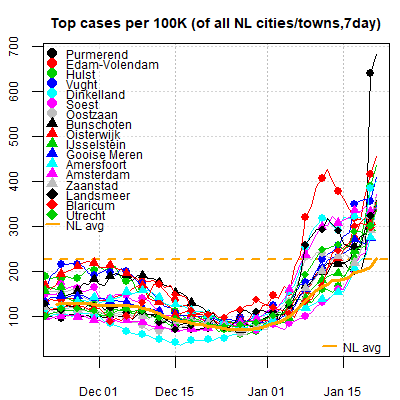 Top cases per 100K (of all NL cities/towns,7day)
700
600
500
400
300
200
100
Purmerend
Edam-Volendam
Hulst
Vught
Dinkelland
Soest
Oostzaan
Bunschoten
Oisterwijk
IJsselstein
Gooise Meren
Amersfoort
Amsterdam
Zaanstad
Landsmeer
Blaricum
Utrecht
NL avg
NL avg
Dec 01
Dec 15
Jan 01
Jan 15